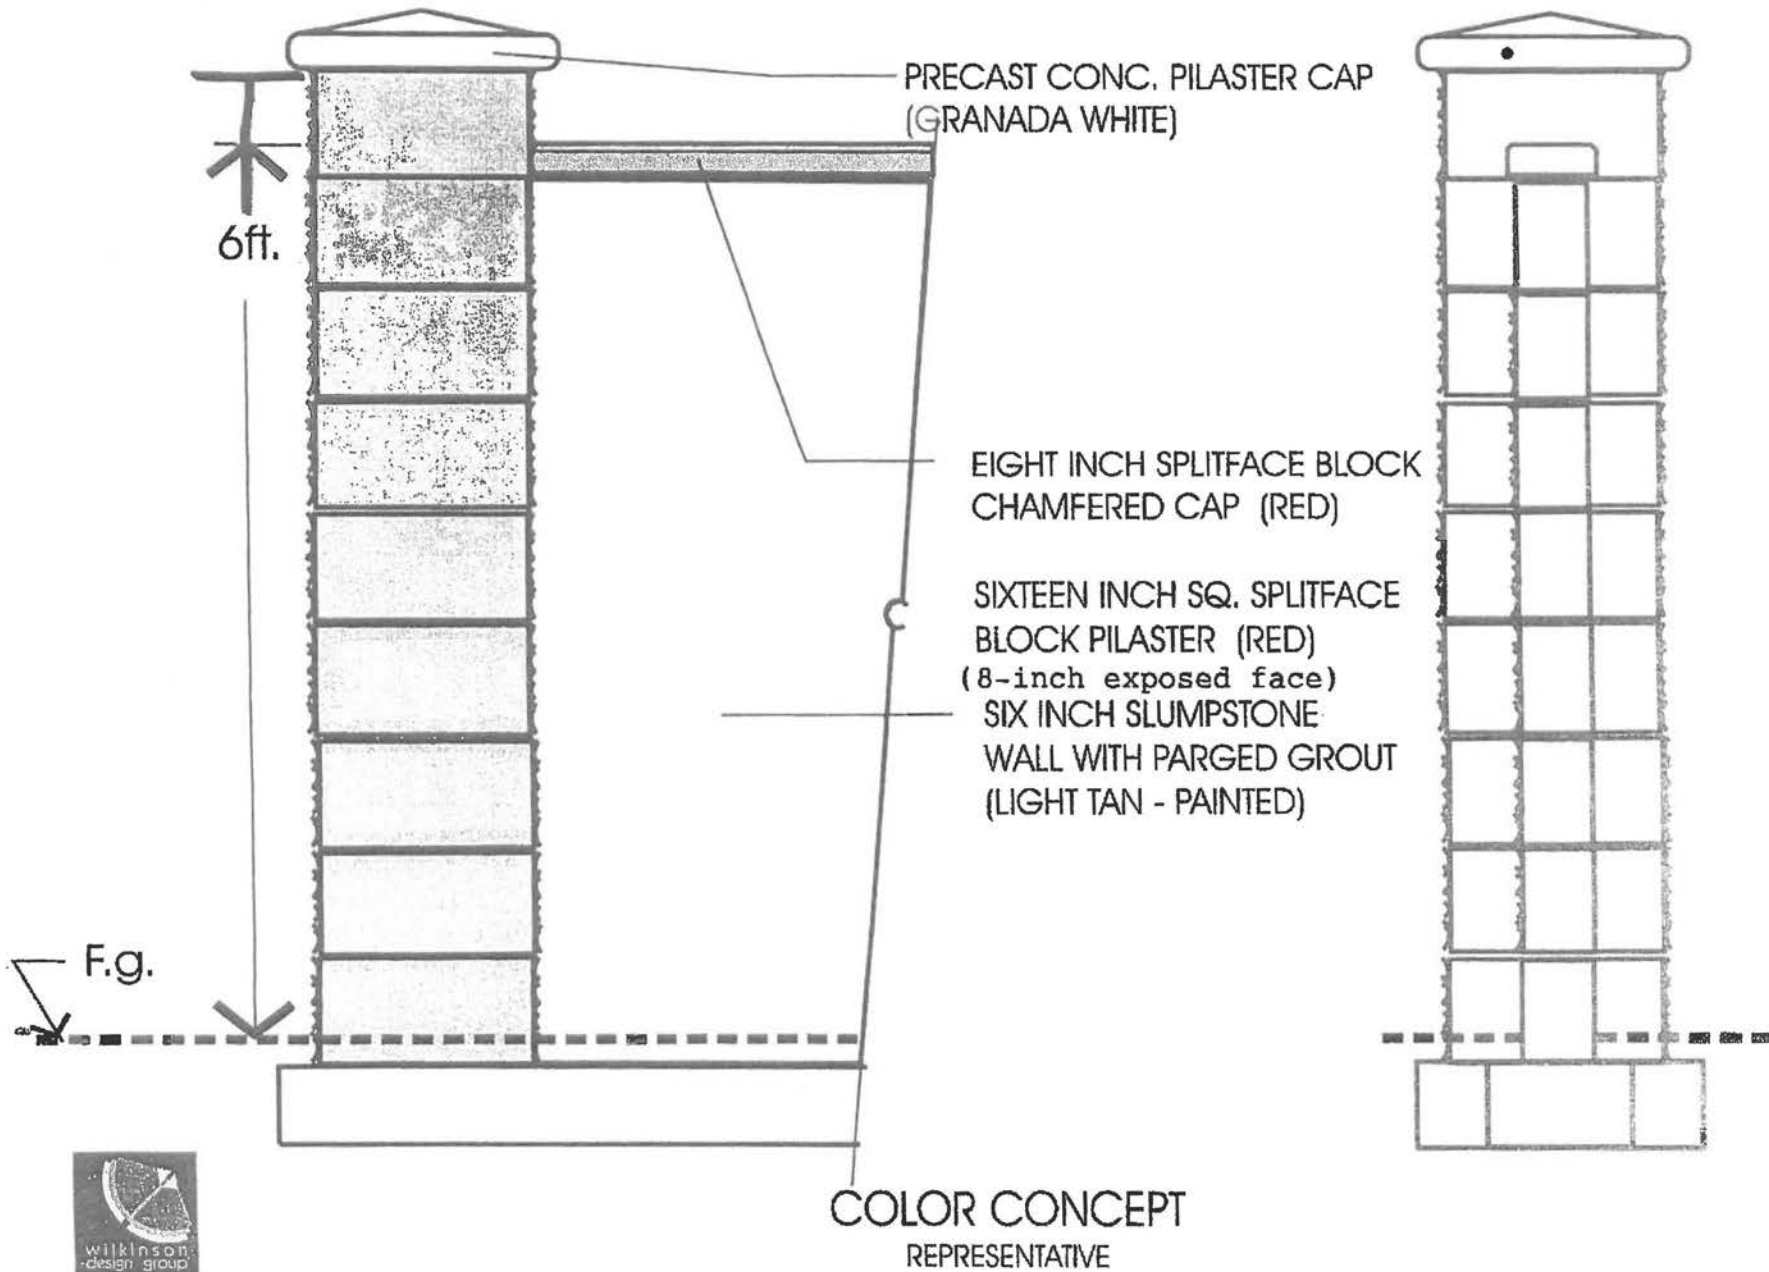 PRECAST CONC. PILASTER CAP
(GRANADA WHITE)
6ft.
EIGHT INCH SPLITFACE BLOCK
CHAMFERED CAP (RED)
SIXTEEN INCH SQ. SPLITFACE
BLOCK PILASTER (RED)
(8-inch exposed face)
SIX INCH SLUMPSTONE
WALL WITH PARGED GROUT
(LIGHT TAN - PAINTED)
F.g.
COLOR CONCEPT
REPRESENTATIVE
wilkinson
design group